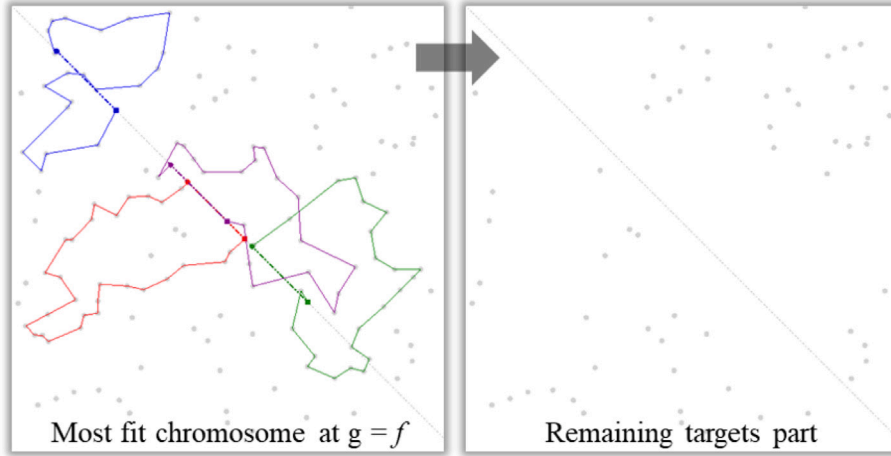 Most fit chromosome at g = f
Remaining targets part